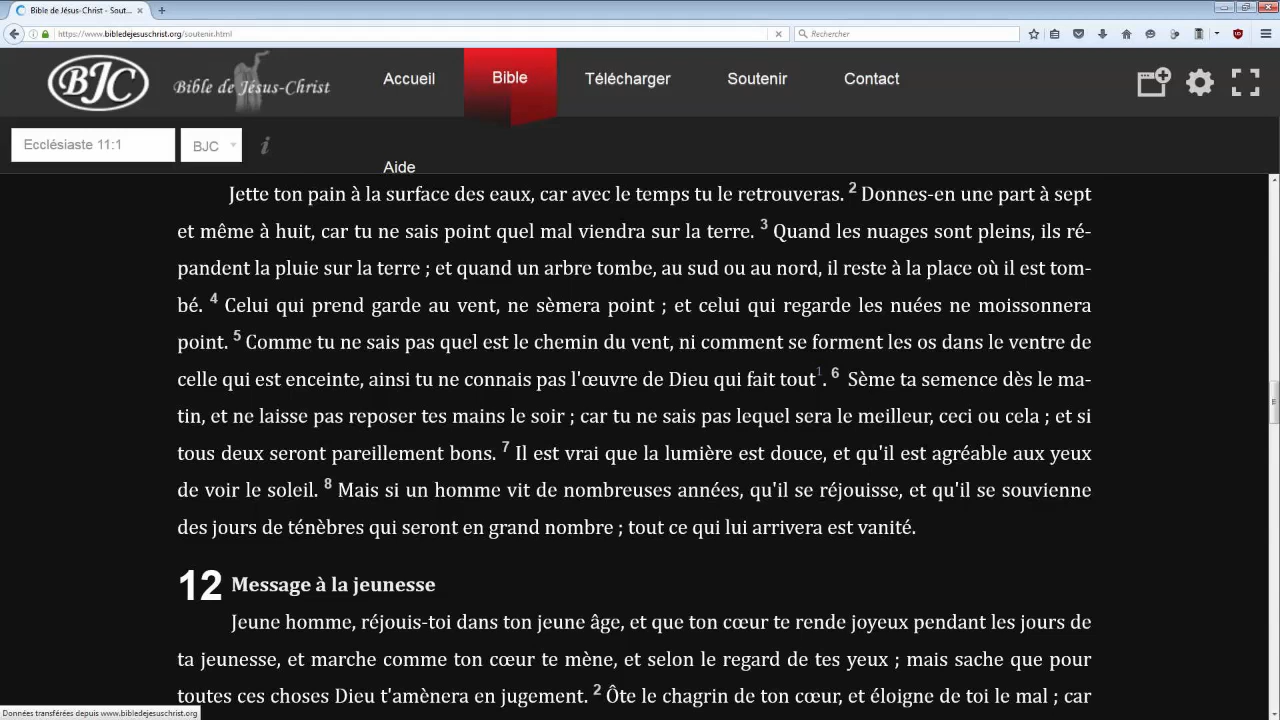 Bible de Jésus-Christ - Sout...
https://www.bibledejesuschrist.org/soutenir.html
Rechercher
BJC Bible de Jésus-Christ Accueil Bible Télécharger Soutenir Contact
Ecclésiaste 11:1 BJC i
Aide
Jette ton pain à la surface des eaux, car avec le temps tu le retrouveras. 2 Donnes-en une part à sept
et même à huit, car tu ne sais point quel mal viendra sur la terre. 3 Quand les nuages sont pleins, ils ré-
pandent la pluie sur la terre ; et quand un arbre tombe, au sud ou au nord, il reste à la place où il est tom-
bé. 4 Celui qui prend garde au vent, ne sèmera point ; et celui qui regarde les nuées ne moissonnera
point. 5 Comme tu ne sais pas quel est le chemin du vent, ni comment se forment les os dans le ventre de
celle qui est enceinte, ainsi tu ne connais pas l'œuvre de Dieu qui fait tout1. 6 Sème ta semence dès le ma-
tin, et ne laisse pas reposer tes mains le soir ; car tu ne sais pas lequel sera le meilleur, ceci ou cela ; et si
tous deux seront pareillement bons. 7 Il est vrai que la lumière est douce, et qu'il est agréable aux yeux
de voir le soleil. 8 Mais si un homme vit de nombreuses années, qu'il se réjouisse, et qu'il se souvienne
des jours de ténèbres qui seront en grand nombre ; tout ce qui lui arrivera est vanité.
12 Message à la jeunesse
Jeune homme, réjouis-toi dans ton jeune âge, et que ton cœur te rende joyeux pendant les jours de
ta jeunesse, et marche comme ton cœur te mène, et selon le regard de tes yeux ; mais sache que pour
toutes ces choses Dieu t'amènera en jugement. 2 Ôte le chagrin de ton cœur, et éloigne de toi le mal ; car
Données transférées depuis www.bibledejesuschrist.org